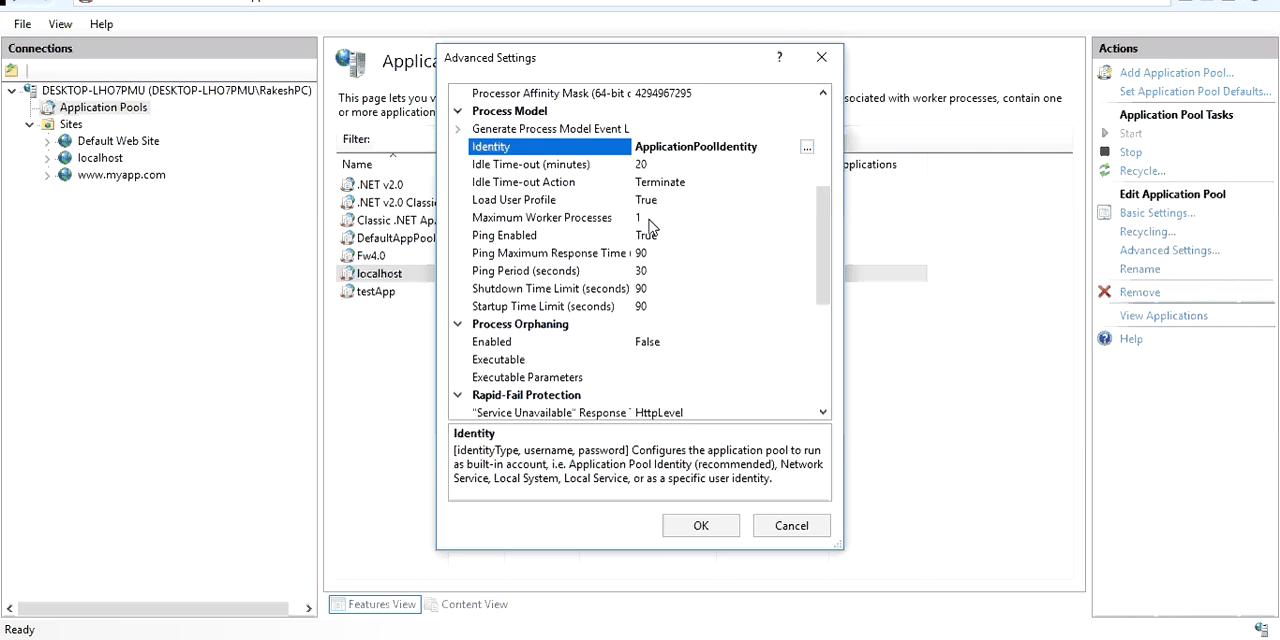 File View Help
Connections
DESKTOP-LHO7PMU (DESKTOP-LHO7PMU\RakeshPC)
Application Pools
Sites
Default Web Site
localhost
www.myapp.com
Applic
This page lets you v
or more application
sociated with worker processes, contain one
Filter:
Name
plications
.NET v2.0
.NET v2.0 Classi
Classic .NET Ap
DefaultAppPool
Fw4.0
localhost
testApp
Advanced Settings
? ×
Processor Affinity Mask (64-bit c 4294967295
Process Model
Generate Process Model Event L
Identity ApplicationPoolIdentity ...
Idle Time-out (minutes) 20
Idle Time-out Action Terminate
Load User Profile True
Maximum Worker Processes 1
Ping Enabled True
Ping Maximum Response Time 90
Ping Period (seconds) 30
Shutdown Time Limit (seconds) 90
Startup Time Limit (seconds) 90
Process Orphaning
Enabled False
Executable
Executable Parameters
Rapid-Fail Protection
"Service Unavailable" Response HttpLevel
Identity
[identityType, username, password] Configures the application pool to run
as built-in account, i.e. Application Pool Identity (recommended), Network
Service, Local System, Local Service, or as a specific user identity.
OK Cancel
Features View Content View
Actions
Add Application Pool...
Set Application Pool Defaults...
Application Pool Tasks
Start
Stop
Recycle...
Edit Application Pool
Basic Settings...
Recycling...
Advanced Settings...
Rename
Remove
View Applications
Help
Ready